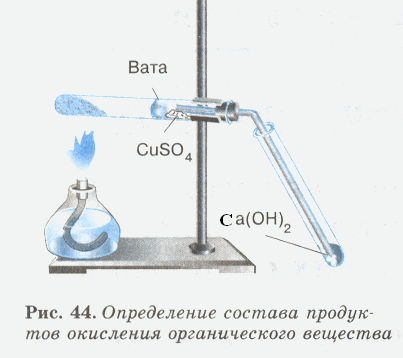 Вата
CuSO4
Ca(OH)2
Рис. 44. Определение состава продук-
тов окисления органического вещества